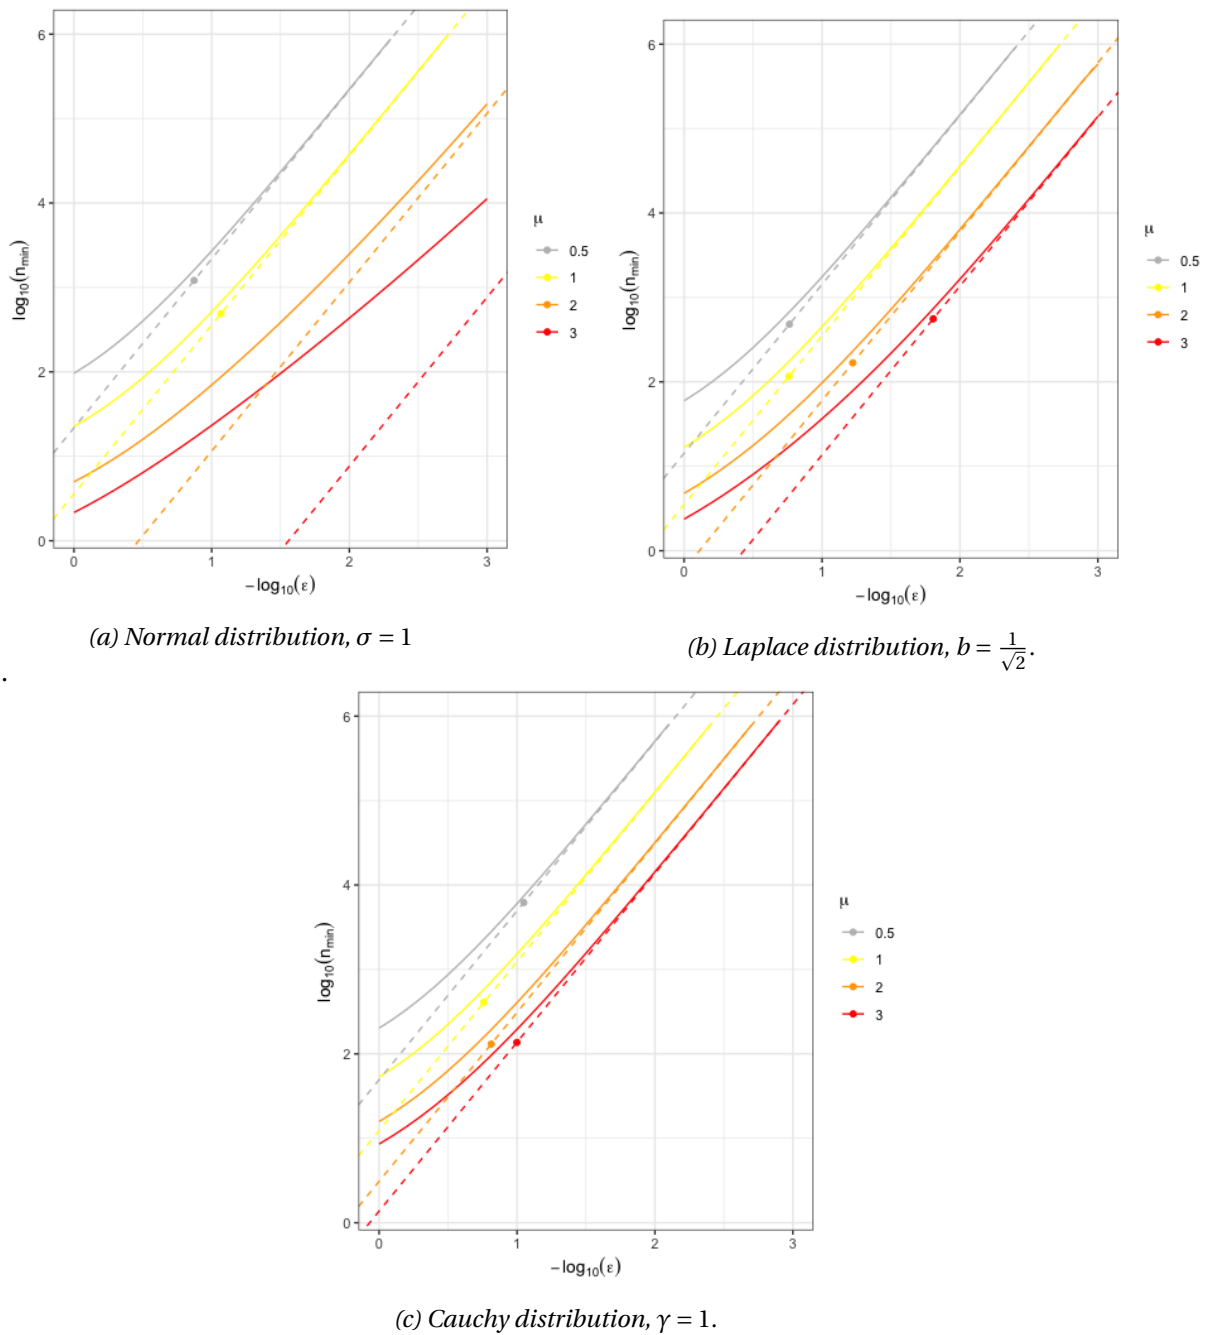 6
4
2
0
log10(nmin)
0 1 2 3
−log10(ε)
μ
0.5
1
2
3
(a) Normal distribution, σ = 1
6
4
2
0
log10(nmin)
0 1 2 3
−log10(ε)
μ
0.5
1
2
3
(b) Laplace distribution, b = 1/√2.
.
6
4
2
0
log10(nmin)
0 1 2 3
−log10(ε)
μ
0.5
1
2
3
(c) Cauchy distribution, γ = 1.